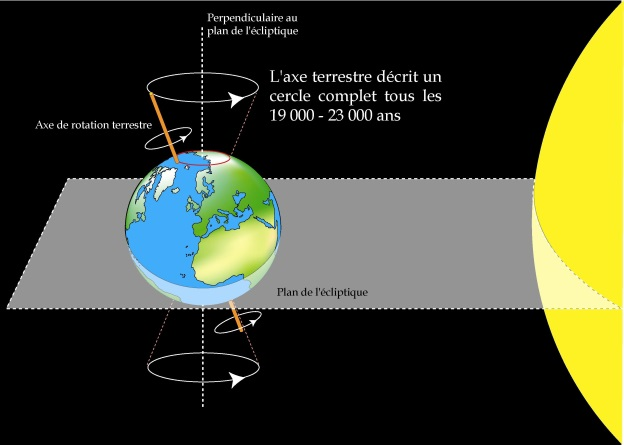 Perpendiculaire au
plan de l'écliptique
L'axe terrestre décrit un
cercle complet tous les
19 000 - 23 000 ans
Axe de rotation terrestre
Plan de l'écliptique